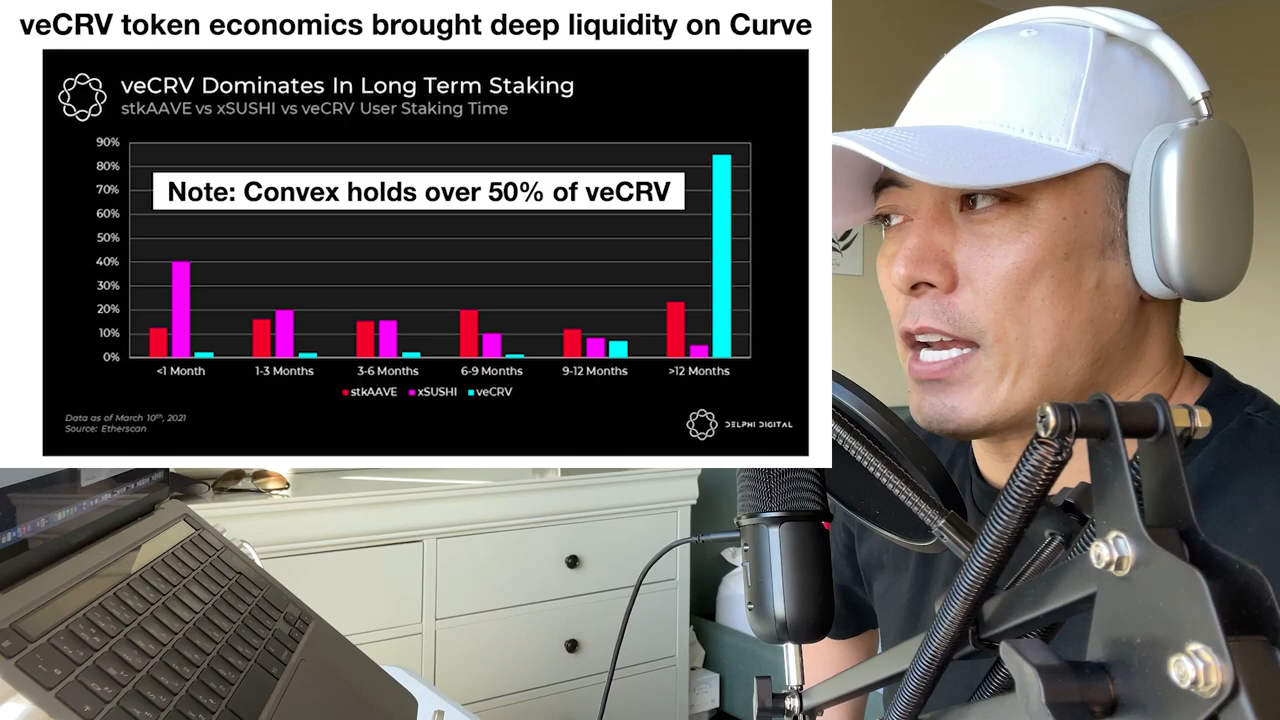 veCRV token economics brought deep liquidity on Curve
veCRV Dominates In Long Term Staking
stkAAVE vs xSUSHI vs veCRV User Staking Time
90%
80%
70%
60%
50%
40%
30%
20%
10%
0%
Note: Convex holds over 50% of veCRV
<1 Month
1-3 Months
3-6 Months
6-9 Months
9-12 Months
>12 Months
stkAAVE
xSUSHI
veCRV
Data as of March 10th, 2021
Source: Etherscan
DELPHI DIGITAL